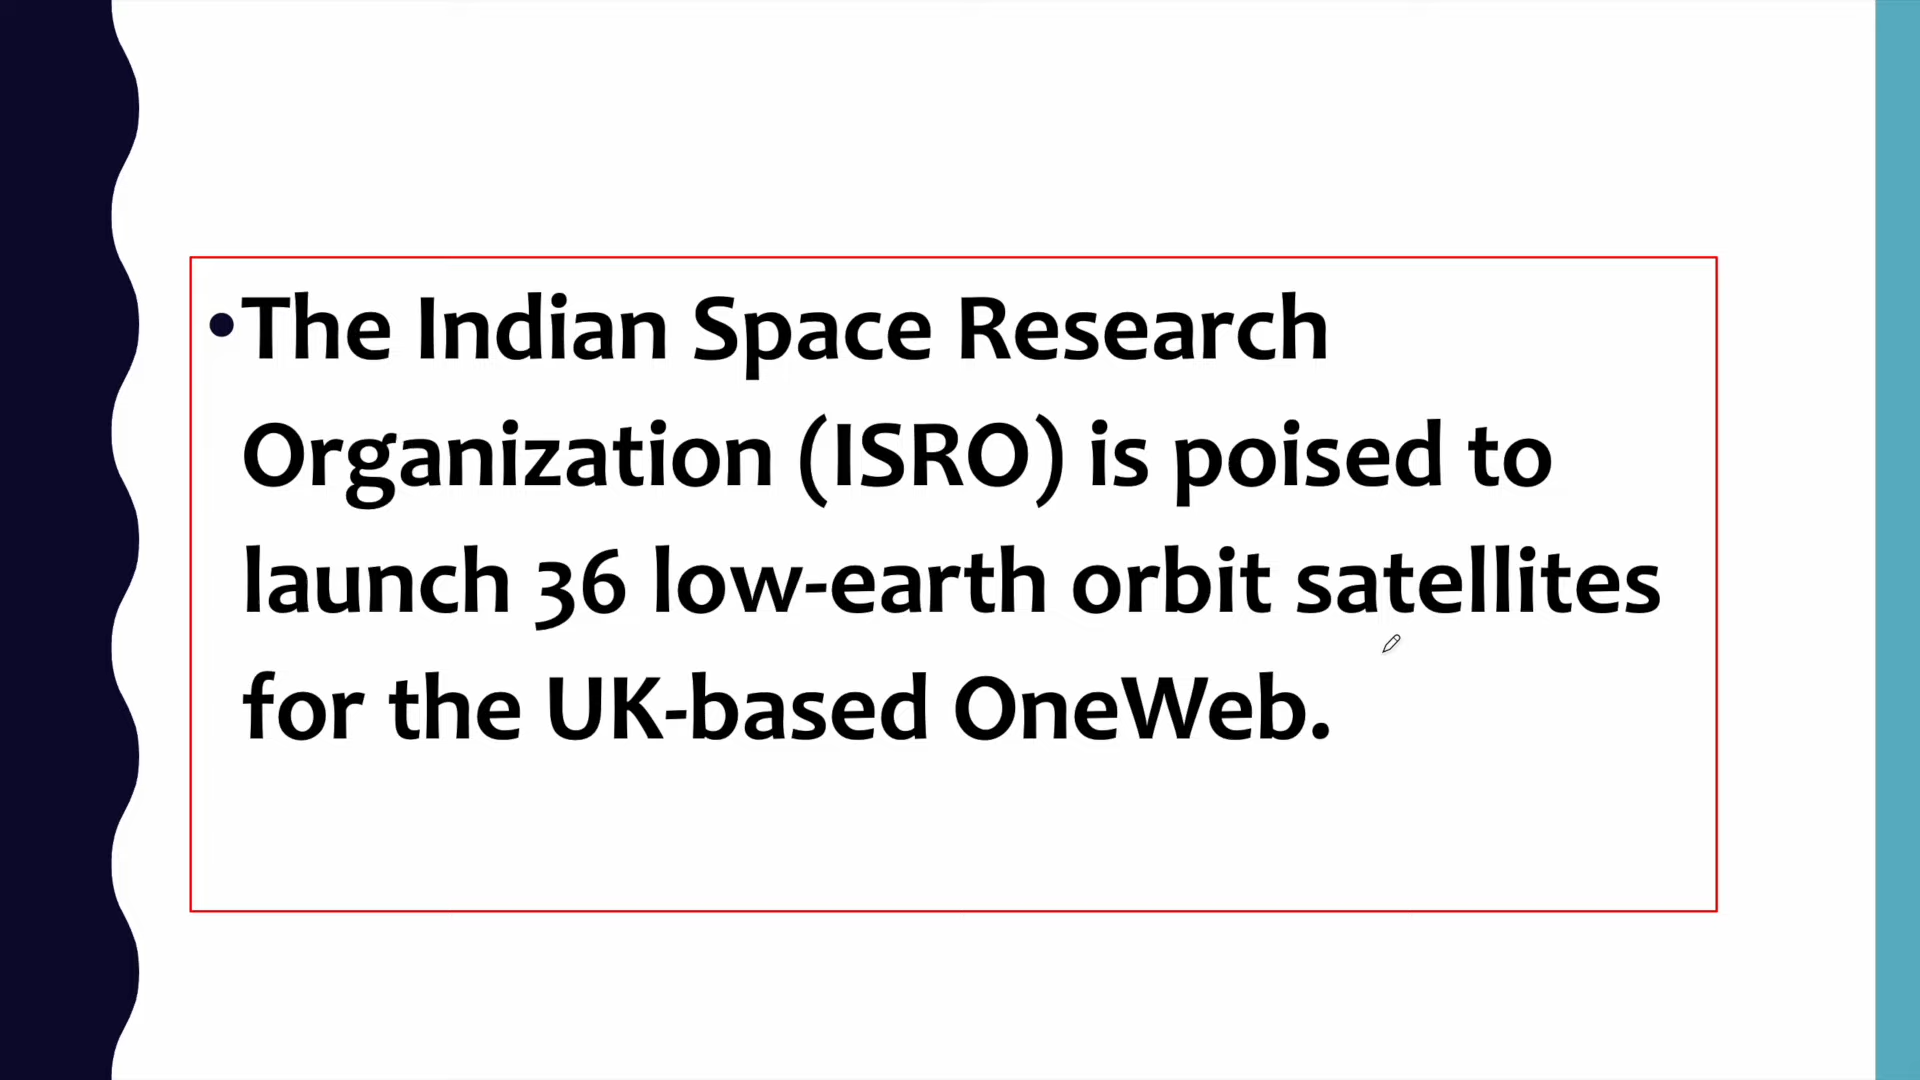 •The Indian Space Research
Organization (ISRO) is poised to
launch 36 low-earth orbit satellites
for the UK-based OneWeb.